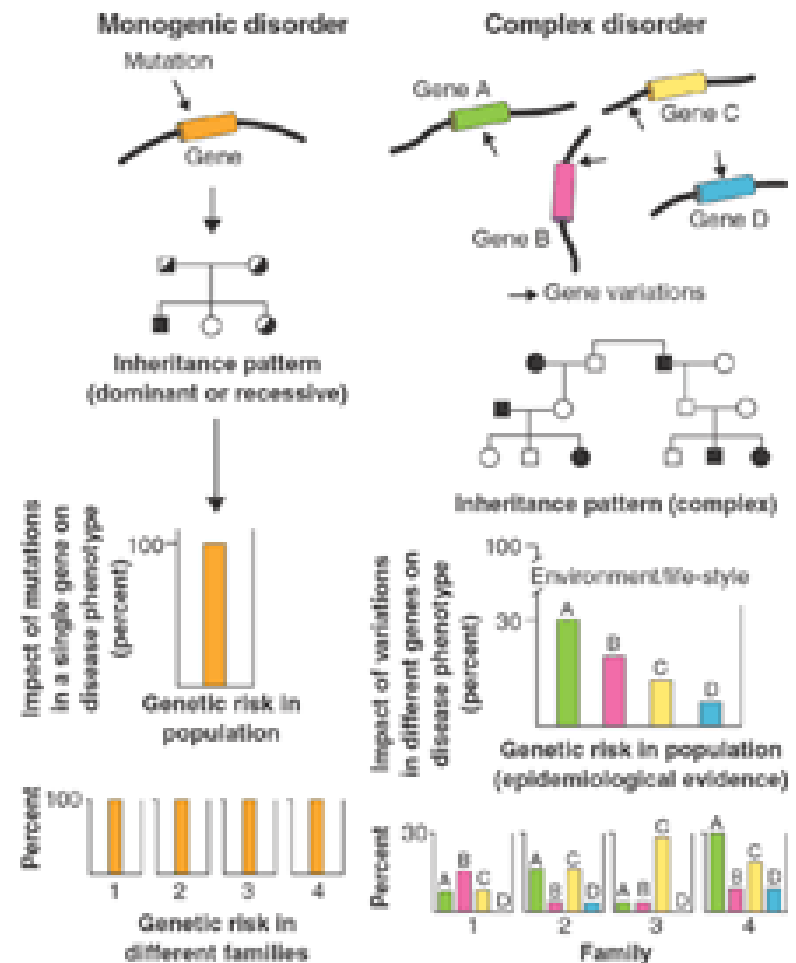 Monogenic disorder
Mutation
Gene
Inheritance pattern
(dominant or recessive)
Impact of mutations
in a single gene on
disease phenotype
(percent)
100
Genetic risk in
population
Percent
100
1 2 3 4
Genetic risk in
different families
Complex disorder
Gene A
Gene C
Gene B
Gene D
Gene variations
Inheritance pattern (complex)
Impact of variations
in different genes on
disease phenotype
(percent)
100
Environment/life-style
30
A
B
C
D
Genetic risk in population
(epidemiological evidence)
Percent
30
A B C D
A B C D
A B C D
A B C D
1 2 3 4
Family